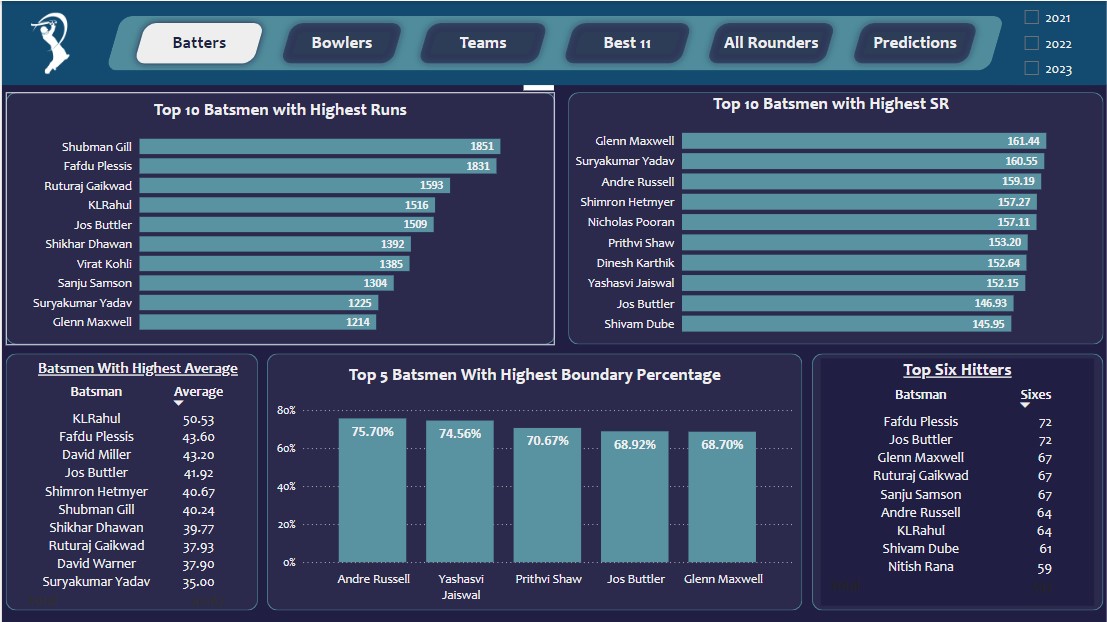 Batters Bowlers Teams Best 11 All Rounders Predictions
2021
2022
2023
Top 10 Batsmen with Highest Runs
Shubman Gill 1851
Fafdu Plessis 1831
Ruturaj Gaikwad 1593
KLRahul 1516
Jos Buttler 1509
Shikhar Dhawan 1392
Virat Kohli 1385
Sanju Samson 1304
Suryakumar Yadav 1225
Glenn Maxwell 1214
Top 10 Batsmen with Highest SR
Glenn Maxwell 161.44
Suryakumar Yadav 160.55
Andre Russell 159.19
Shimron Hetmyer 157.27
Nicholas Pooran 157.11
Prithvi Shaw 153.20
Dinesh Karthik 152.64
Yashasvi Jaiswal 152.15
Jos Buttler 146.93
Shivam Dube 145.95
Batsmen With Highest Average
Batsman Average
KLRahul 50.53
Fafdu Plessis 43.60
David Miller 43.20
Jos Buttler 41.92
Shimron Hetmyer 40.67
Shubman Gill 40.24
Shikhar Dhawan 39.77
Ruturaj Gaikwad 37.93
David Warner 37.90
Suryakumar Yadav 35.00
Top 5 Batsmen With Highest Boundary Percentage
80%
60%
40%
20%
0%
75.70% 74.56% 70.67% 68.92% 68.70%
Andre Russell Yashasvi Prithvi Shaw Jos Buttler Glenn Maxwell
Jaiswal
Top Six Hitters
Batsman Sixes
Fafdu Plessis 72
Jos Buttler 72
Glenn Maxwell 67
Ruturaj Gaikwad 67
Sanju Samson 67
Andre Russell 64
KLRahul 64
Shivam Dube 61
Nitish Rana 59